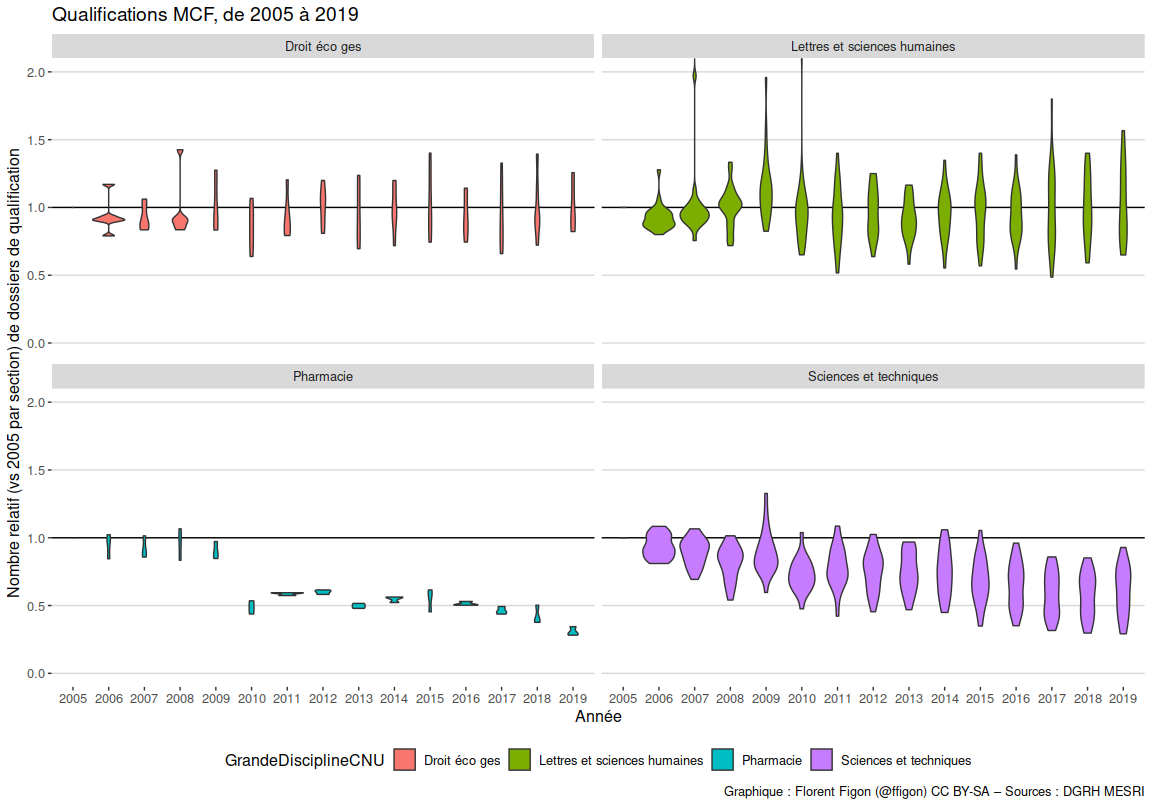 Qualifications MCF, de 2005 à 2019
Droit éco ges
Lettres et sciences humaines
2.0
1.5
1.0
0.5
0.0
Pharmacie
Sciences et techniques
2.0
1.5
1.0
0.5
0.0
Nombre relatif (vs 2005 par section) de dossiers de qualification
2005 2006 2007 2008 2009 2010 2011 2012 2013 2014 2015 2016 2017 2018 2019
2005 2006 2007 2008 2009 2010 2011 2012 2013 2014 2015 2016 2017 2018 2019
Année
GrandeDisciplineCNU Droit éco ges Lettres et sciences humaines Pharmacie Sciences et techniques
Graphique : Florent Figon (@ffigon) CC BY-SA – Sources : DGRH MESRI